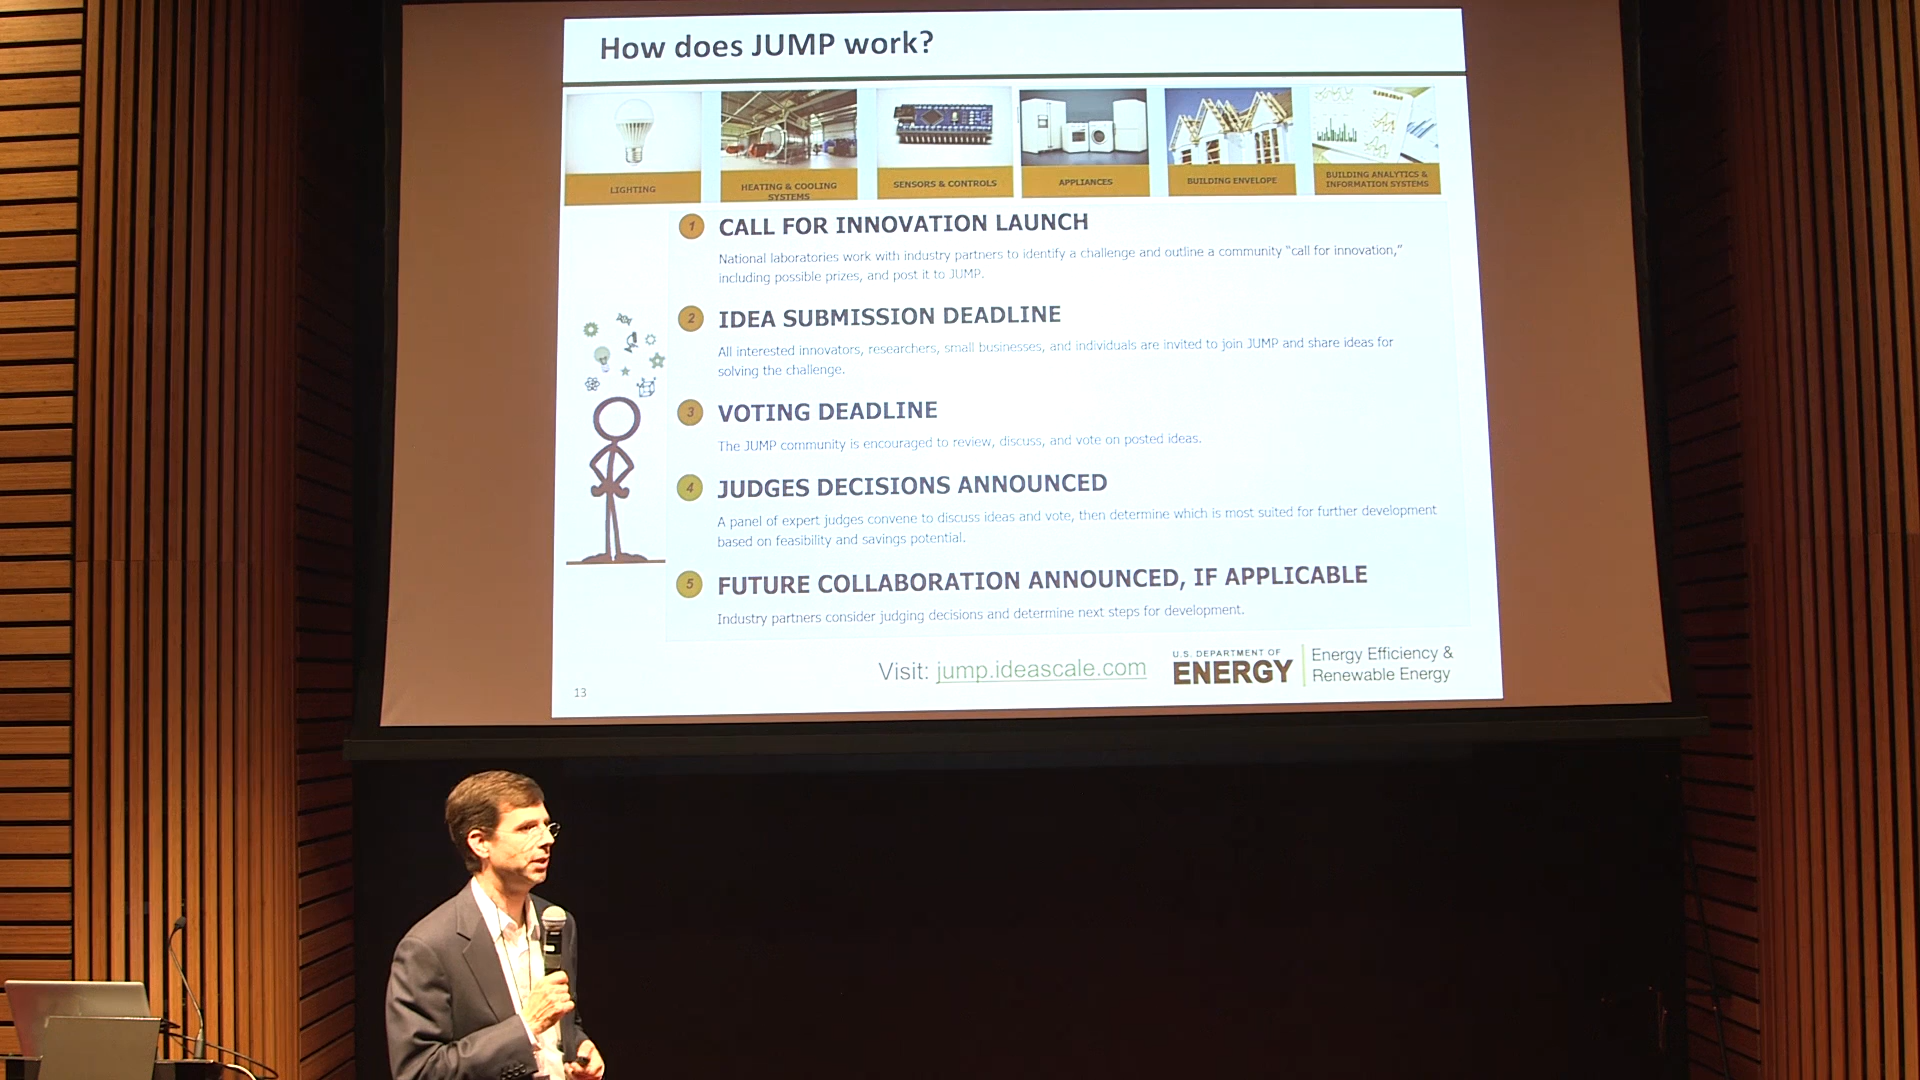 How does JUMP work?
LIGHTING
HEATING & COOLING
SYSTEMS
SENSORS & CONTROLS
APPLIANCES
BUILDING ENVELOPE
BUILDING ANALYTICS &
INFORMATION SYSTEMS
1 CALL FOR INNOVATION LAUNCH
National laboratories work with industry partners to identify a challenge and outline a community “call for innovation,”
including possible prizes, and post it to JUMP.
2 IDEA SUBMISSION DEADLINE
All interested innovators, researchers, small businesses, and individuals are invited to join JUMP and share ideas for
solving the challenge.
3 VOTING DEADLINE
The JUMP community is encouraged to review, discuss, and vote on posted ideas.
4 JUDGES DECISIONS ANNOUNCED
A panel of expert judges convene to discuss ideas and vote, then determine which is most suited for further development
based on feasibility and savings potential.
5 FUTURE COLLABORATION ANNOUNCED, IF APPLICABLE
Industry partners consider judging decisions and determine next steps for development.
Visit: jump.ideascale.com
U.S. DEPARTMENT OF
ENERGY
Energy Efficiency &
Renewable Energy
13